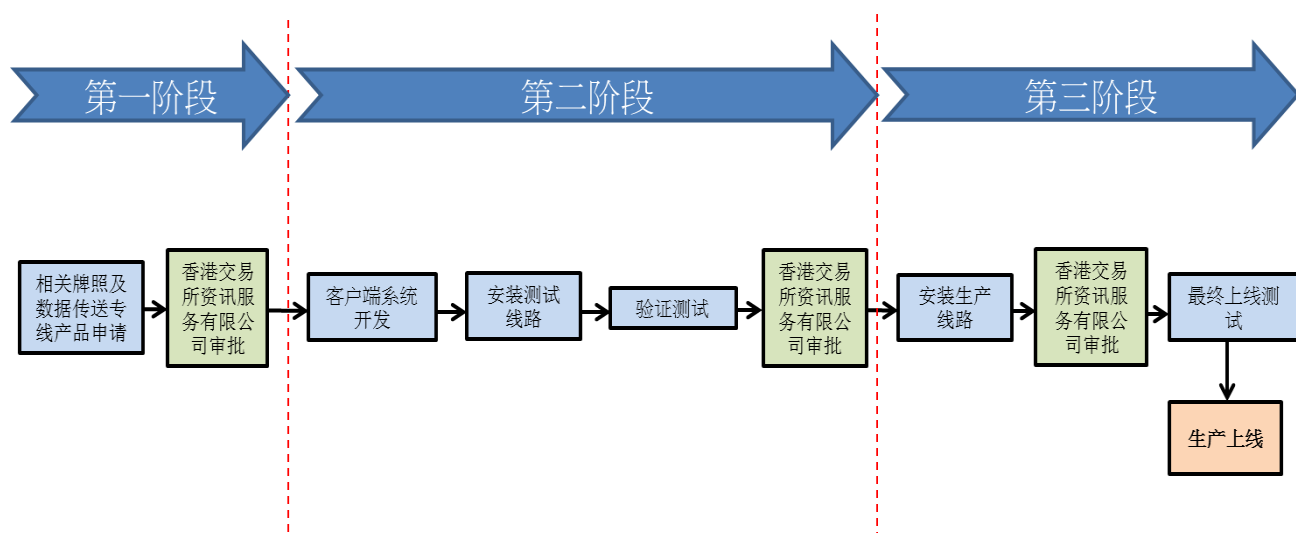 第一阶段
第二阶段
第三阶段
相关牌照及
数据传送专
线产品申请
香港交易
所资讯服
务有限公
司审批
客户端系统
开发
安装测试
线路
验证测试
香港交易
所资讯服
务有限公
司审批
安装生产
线路
香港交易
所资讯服
务有限公
司审批
最终上线测
试
生产上线